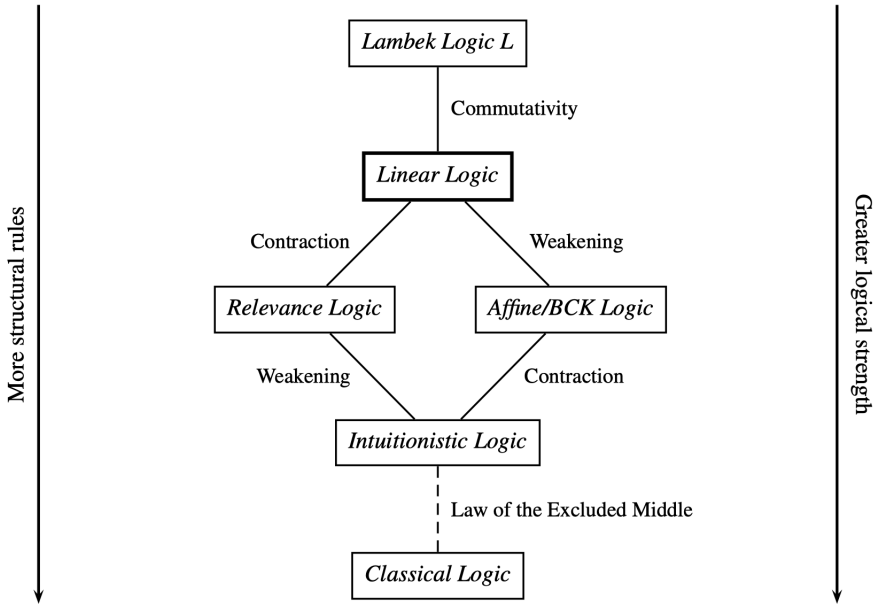 Lambek Logic L
Commutativity
Linear Logic
Contraction
Weakening
Relevance Logic
Affine/BCK Logic
Weakening
Contraction
Intuitionistic Logic
Law of the Excluded Middle
Classical Logic
More structural rules
Greater logical strength